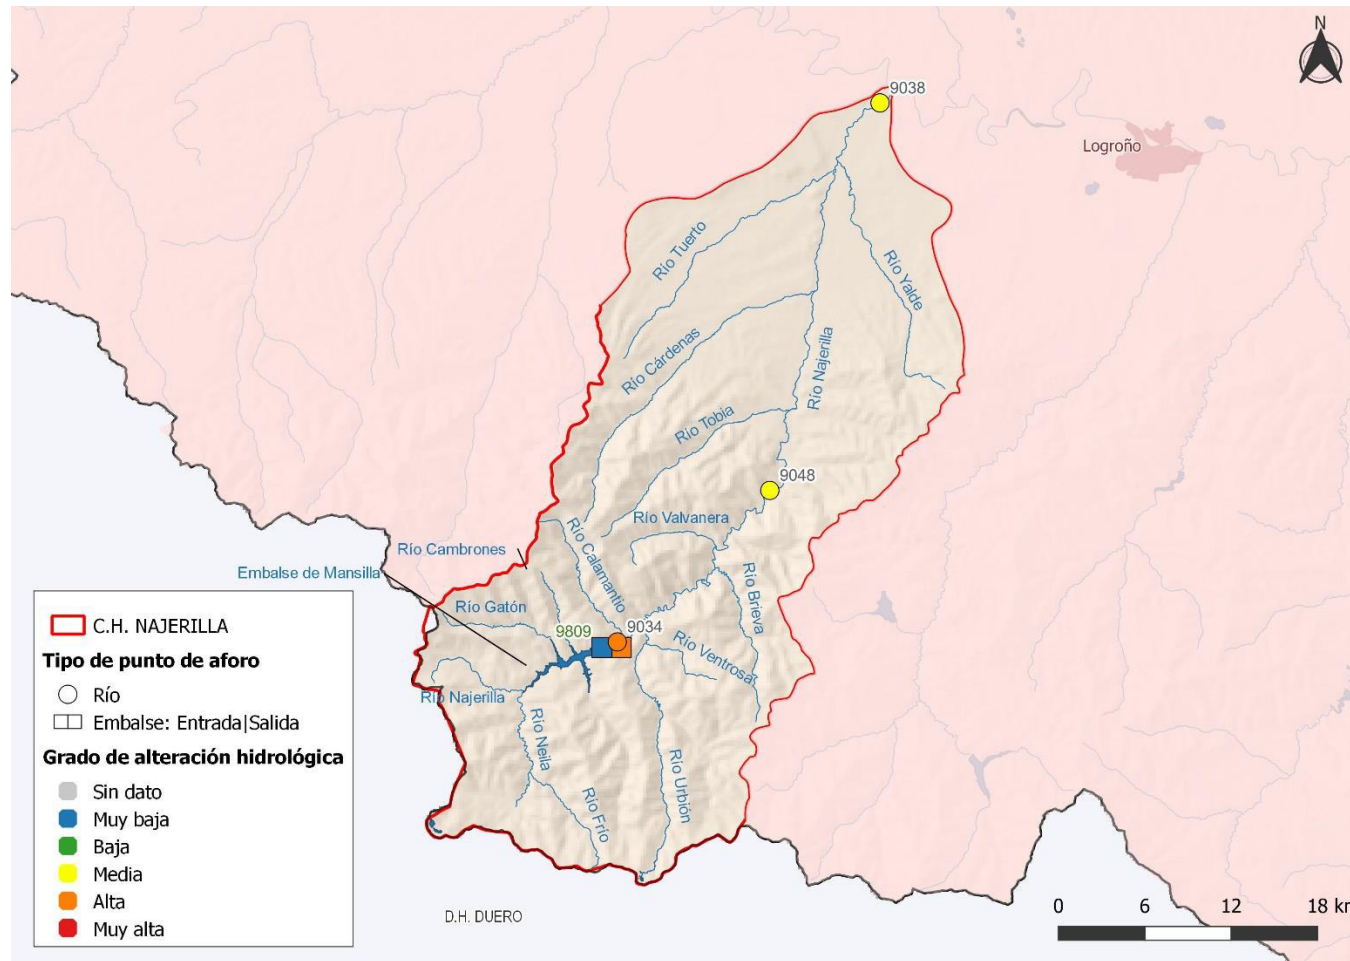 N
9038
Logroño
Río Tuerto
Río Yalde
Río Cárdenas
Río Najerilla
Río Tobia
9048
Río Valvanera
Río Cambrones
Río Calamantio
Embalse de Mansilla
Río Brieva
Río Gatón
9809
9034
Río Ventrosa
Río Najerilla
Río Neila
Río Urbión
Río Frío
C.H. NAJERILLA
Tipo de punto de aforo
Río
Embalse: Entrada|Salida
Grado de alteración hidrológica
Sin dato
Muy baja
Baja
Media
Alta
Muy alta
D.H. DUERO
0 6 12 18 km